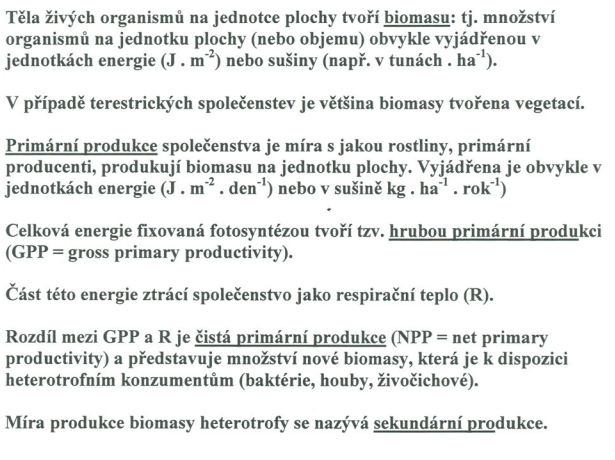 Těla živých organismů na jednotce plochy tvoří biomasu: tj. množství
organismů na jednotku plochy (nebo objemu) obvykle vyjádřenou v
jednotkách energie (J . m⁻²) nebo sušiny (např. v tunách . ha⁻¹).
V případě terestrických společenstev je většina biomasy tvořena vegetací.
Primární produkce společenstva je míra s jakou rostliny, primární
producenti, produkují biomasu na jednotku plochy. Vyjádřena je obvykle v
jednotkách energie (J . m⁻² . den⁻¹) nebo v sušině kg . ha⁻¹ . rok⁻¹)
Celková energie fixovaná fotosyntézou tvoří tzv. hrubou primární produkci
(GPP = gross primary productivity).
Část této energie ztrácí společenstvo jako respirační teplo (R).
Rozdíl mezi GPP a R je čistá primární produkce (NPP = net primary
productivity) a představuje množství nové biomasy, která je k dispozici
heterotrofním konzumentům (baktérie, houby, živočichové).
Míra produkce biomasy heterotrofy se nazývá sekundární produkce.